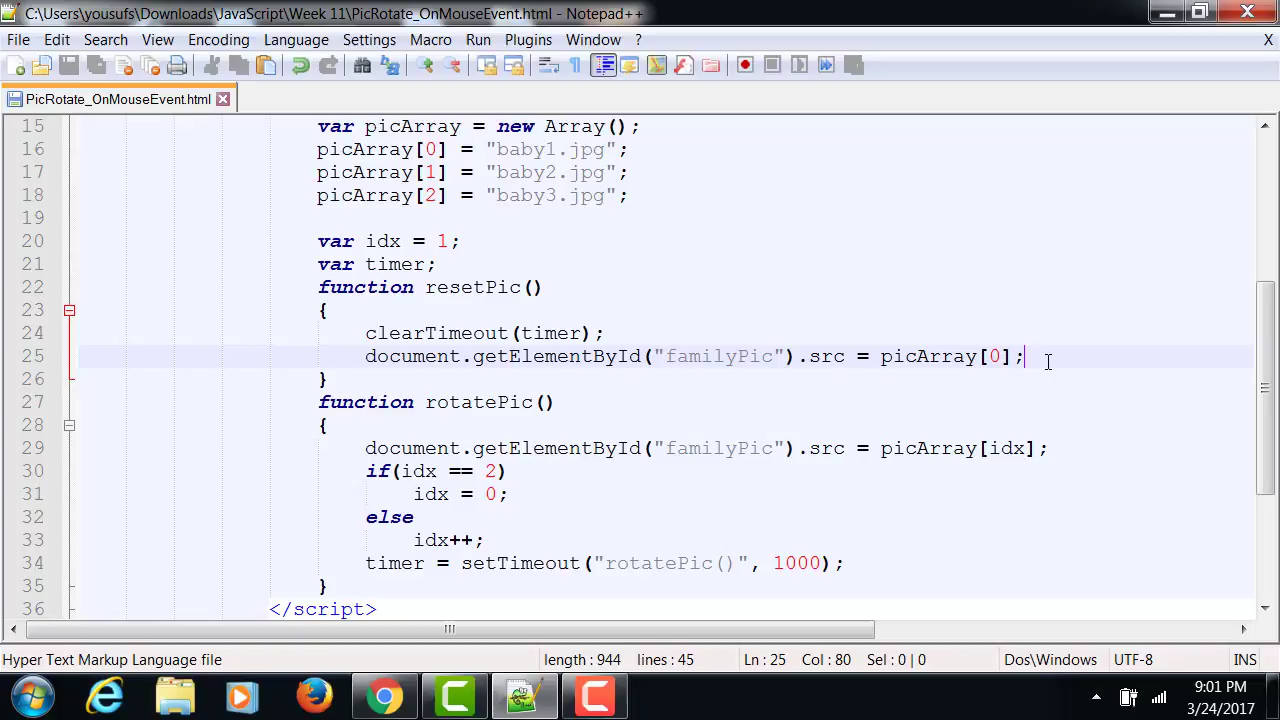 C:\Users\yousufs\Downloads\JavaScript\Week 11\PicRotate_OnMouseEvent.html - Notepad++
File Edit Search View Encoding Language Settings Macro Run Plugins Window ? X
PicRotate_OnMouseEvent.html
15 var picArray = new Array();
16 picArray[0] = "baby1.jpg";
17 picArray[1] = "baby2.jpg";
18 picArray[2] = "baby3.jpg";
19
20 var idx = 1;
21 var timer;
22 function resetPic()
23 {
24 clearTimeout(timer);
25 document.getElementById("familyPic").src = picArray[0];
26 }
27 function rotatePic()
28 {
29 document.getElementById("familyPic").src = picArray[idx];
30 if(idx == 2)
31 idx = 0;
32 else
33 idx++;
34 timer = setTimeout("rotatePic()", 1000);
35 }
36 </script>
Hyper Text Markup Language file length : 944 lines : 45 Ln : 25 Col : 80 Sel : 0 | 0 Dos\Windows UTF-8 INS
9:01 PM
3/24/2017